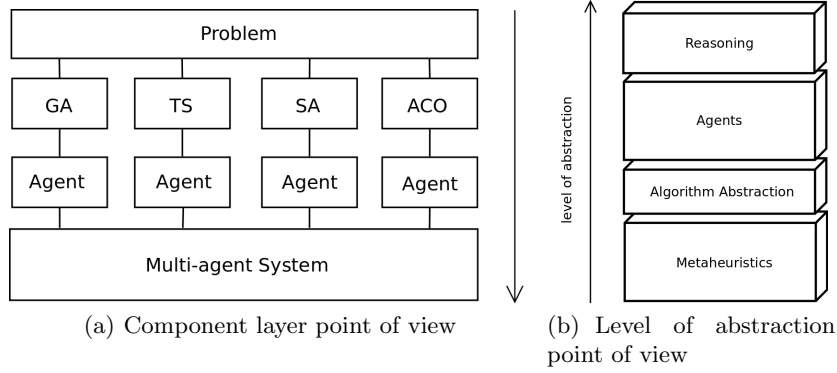 Problem
GA TS SA ACO
Agent Agent Agent Agent
Multi-agent System
(a) Component layer point of view
level of abstraction
Reasoning
Agents
Algorithm Abstraction
Metaheuristics
(b) Level of abstraction
point of view